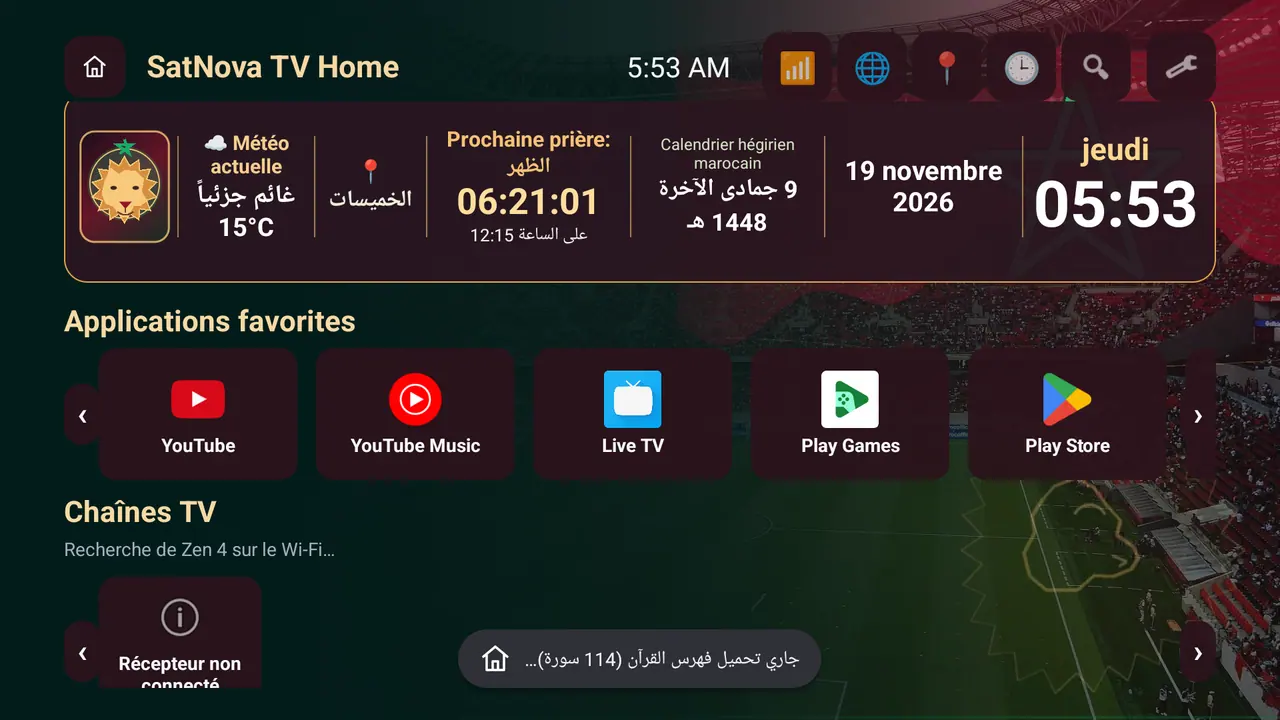 SatNova TV Home
5:53 AM
Météo
actuelle
غائم جزئياً
15°C
الخميسات
Prochaine prière:
الظهر
06:21:01
على الساعة 12:15
Calendrier hégirien
marocain
9 جمادى الآخرة
1448 هـ
19 novembre
2026
jeudi
05:53
Applications favorites
YouTube
YouTube Music
Live TV
Play Games
Play Store
Chaînes TV
Recherche de Zen 4 sur le Wi-Fi…
Récepteur non
connecté
جاري تحميل فهرس القرآن (114 سورة)…